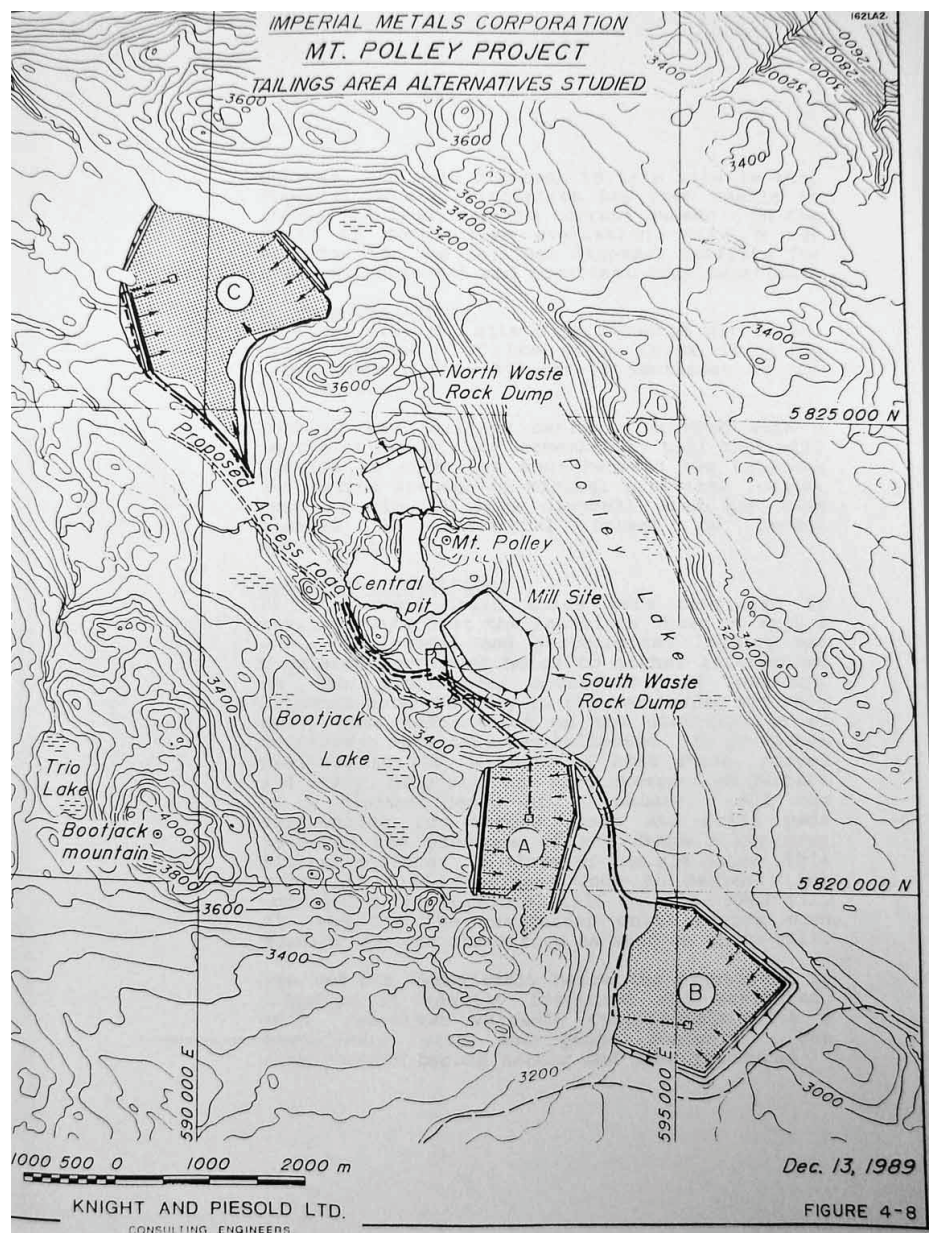 IMPERIAL METALS CORPORATION
MT. POLLEY PROJECT
TAILINGS AREA ALTERNATIVES STUDIED
162LA2
3400
2600
2800
3000
3200
3600
3600
3400
3600
3400
3200
C
3400
3600
North Waste
Rock Dump
5 825 000 N
Proposed Access road
Polley Lake
Mt. Polley
Central
pit
Mill Site
3200
3400
South Waste
Rock Dump
3400
Bootjack
Lake
3400
Trio
Lake
4000
Bootjack
mountain
3800
A
5 820 000 N
3600
3400
B
3200
3000
590 000 E
595 000 E
1000 500 0 1000 2000 m
Dec. 13, 1989
KNIGHT AND PIESOLD LTD.
CONSULTING ENGINEERS
FIGURE 4-8